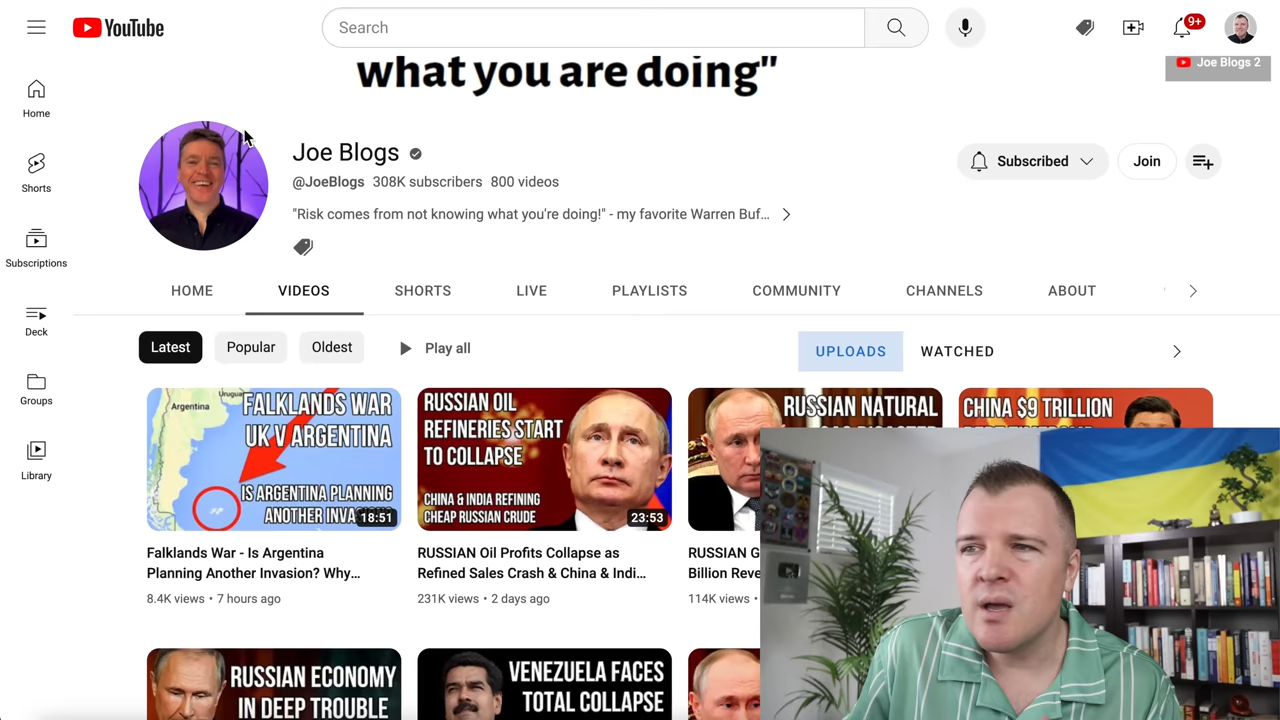 YouTube
Search
9+
what you are doing"
Joe Blogs 2
Home
Shorts
Subscriptions
Deck
Groups
Library
Joe Blogs
@JoeBlogs 308K subscribers 800 videos
"Risk comes from not knowing what you're doing!" - my favorite Warren Buf...
Subscribed
Join
HOME
VIDEOS
SHORTS
LIVE
PLAYLISTS
COMMUNITY
CHANNELS
ABOUT
Latest
Popular
Oldest
Play all
UPLOADS
WATCHED
Argentina
Uruguay
FALKLANDS WAR
UK V ARGENTINA
IS ARGENTINA PLANNING
ANOTHER
18:51
Falklands War - Is Argentina
Planning Another Invasion? Why...
8.4K views • 7 hours ago
RUSSIAN OIL
REFINERIES START
TO COLLAPSE
CHINA & INDIA REFINING
CHEAP RUSSIAN CRUDE
23:53
RUSSIAN Oil Profits Collapse as
Refined Sales Crash & China & Indi...
231K views • 2 days ago
RUSSIAN NATURAL
RUSSIAN G
Billion Reve
114K views •
CHINA $9 TRILLION
RUSSIAN ECONOMY
IN DEEP TROUBLE
VENEZUELA FACES
TOTAL COLLAPSE